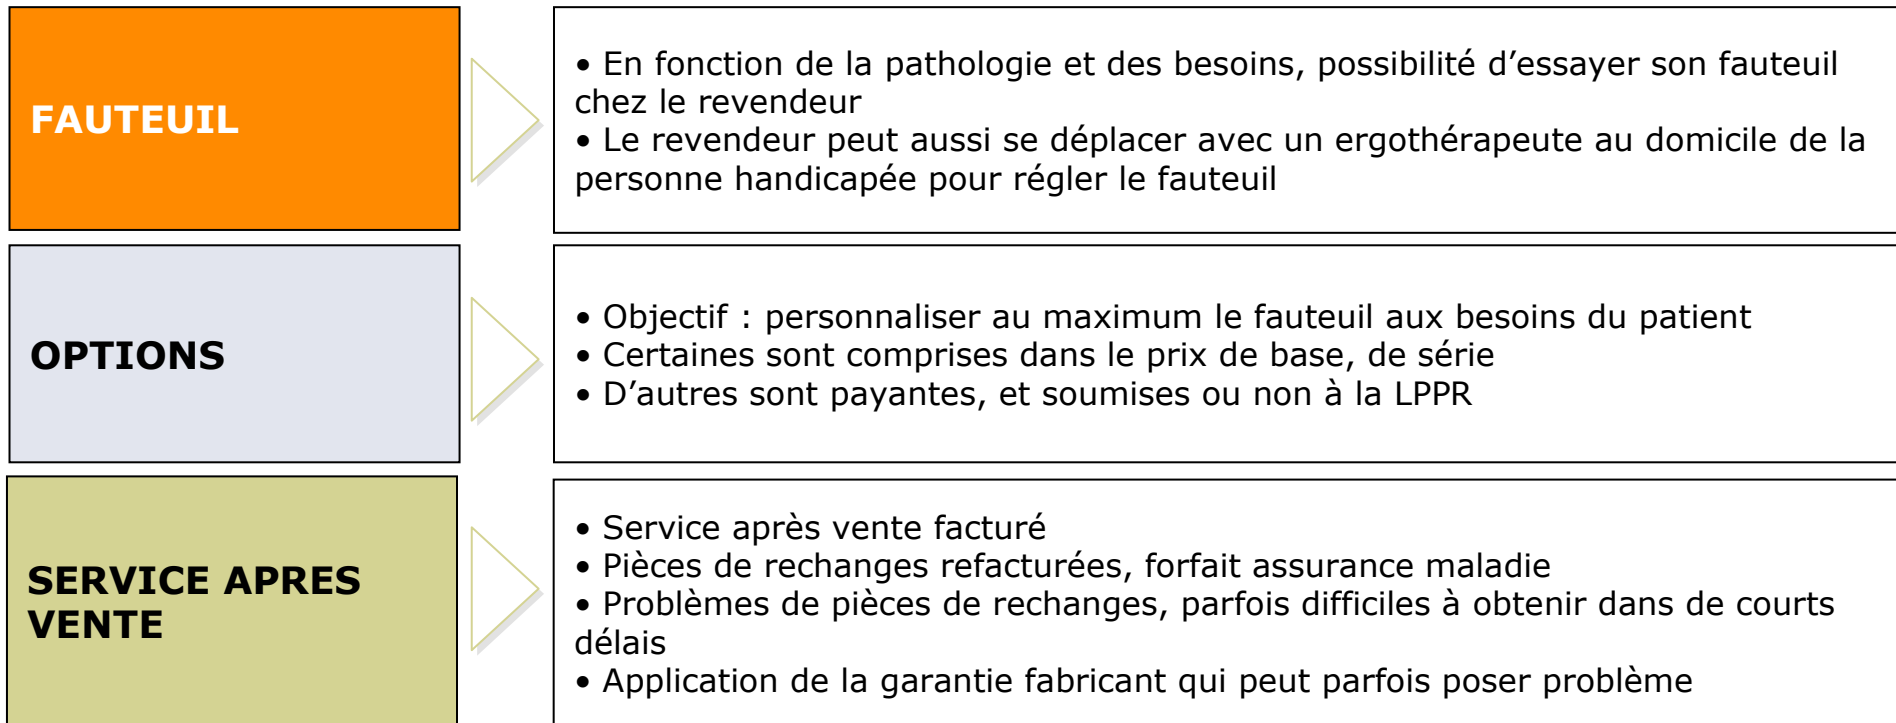 FAUTEUIL
• En fonction de la pathologie et des besoins, possibilité d’essayer son fauteuil
chez le revendeur
• Le revendeur peut aussi se déplacer avec un ergothérapeute au domicile de la
personne handicapée pour régler le fauteuil
OPTIONS
• Objectif : personnaliser au maximum le fauteuil aux besoins du patient
• Certaines sont comprises dans le prix de base, de série
• D’autres sont payantes, et soumises ou non à la LPPR
SERVICE APRES
VENTE
• Service après vente facturé
• Pièces de rechanges refacturées, forfait assurance maladie
• Problèmes de pièces de rechanges, parfois difficiles à obtenir dans de courts
délais
• Application de la garantie fabricant qui peut parfois poser problème